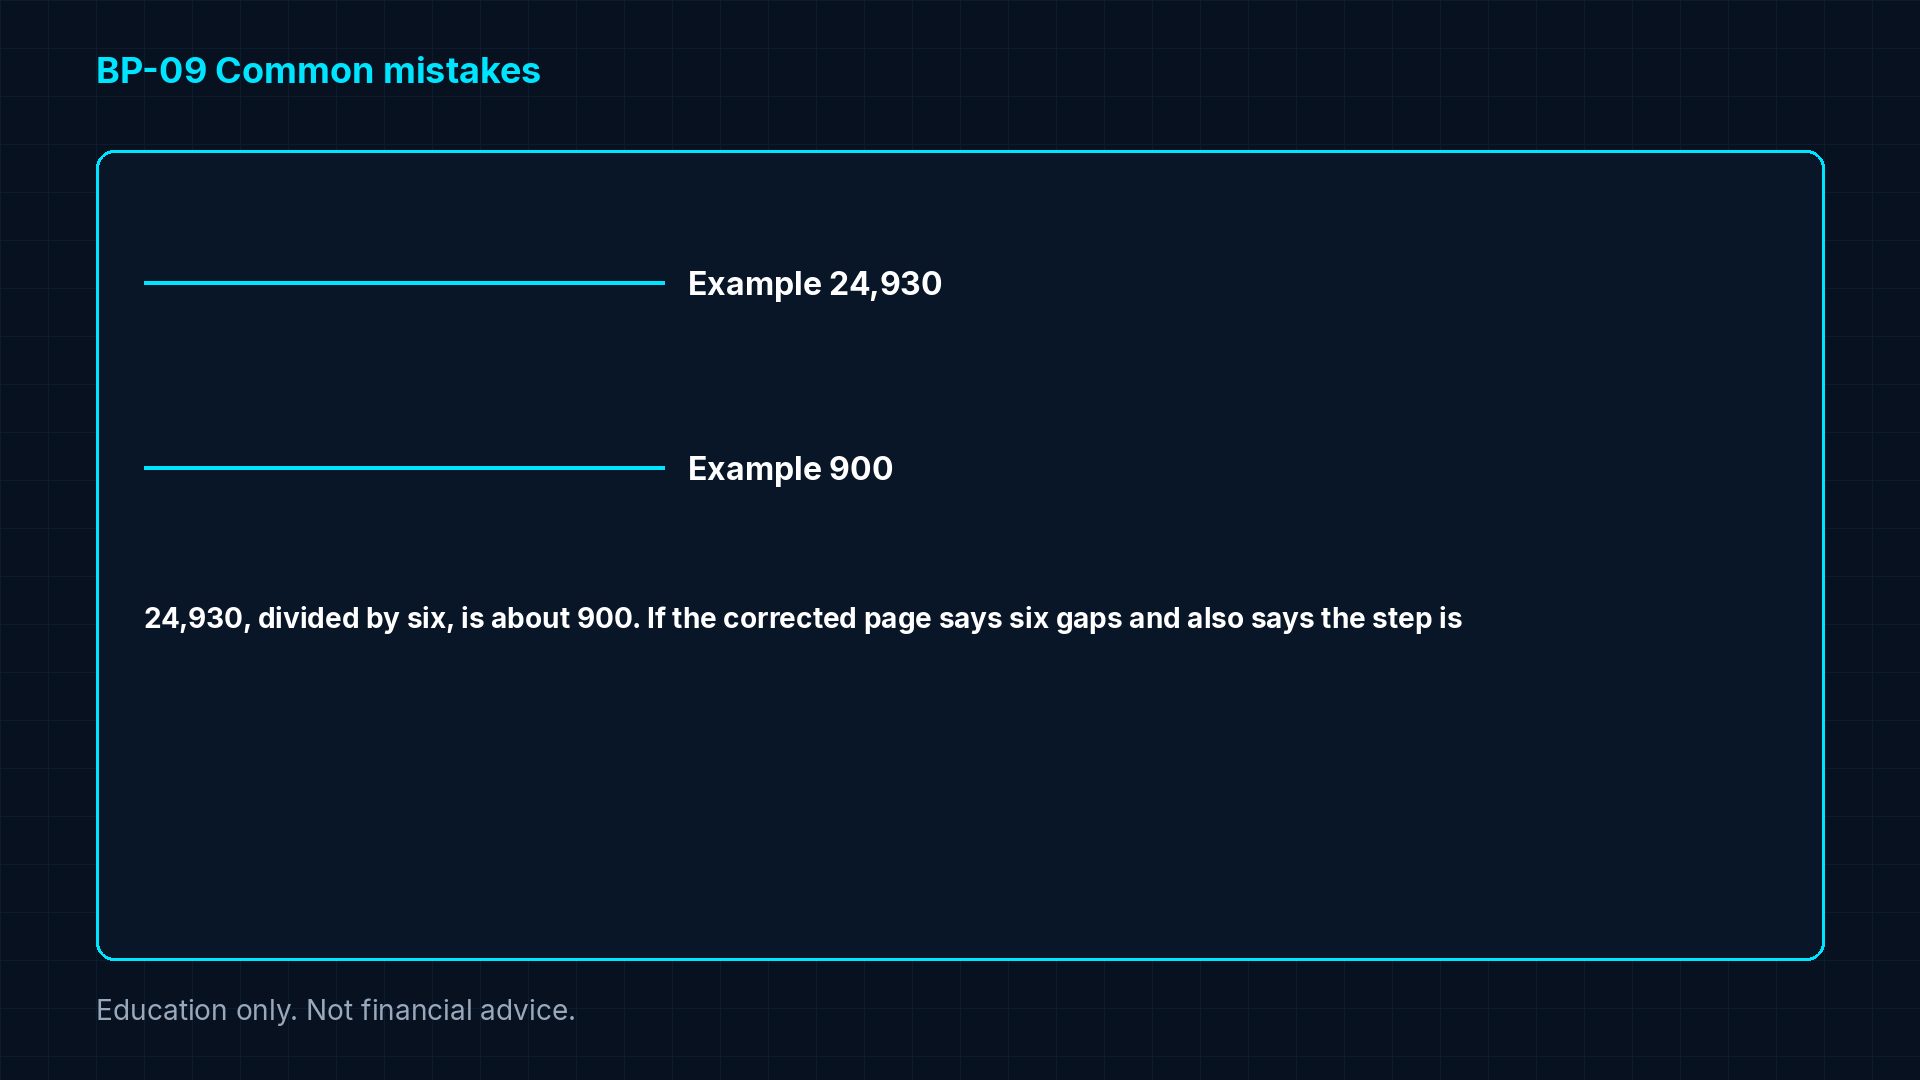 BP-09 Common mistakes
Example 24,930
Example 900
24,930, divided by six, is about 900. If the corrected page says six gaps and also says the step is
Education only. Not financial advice.